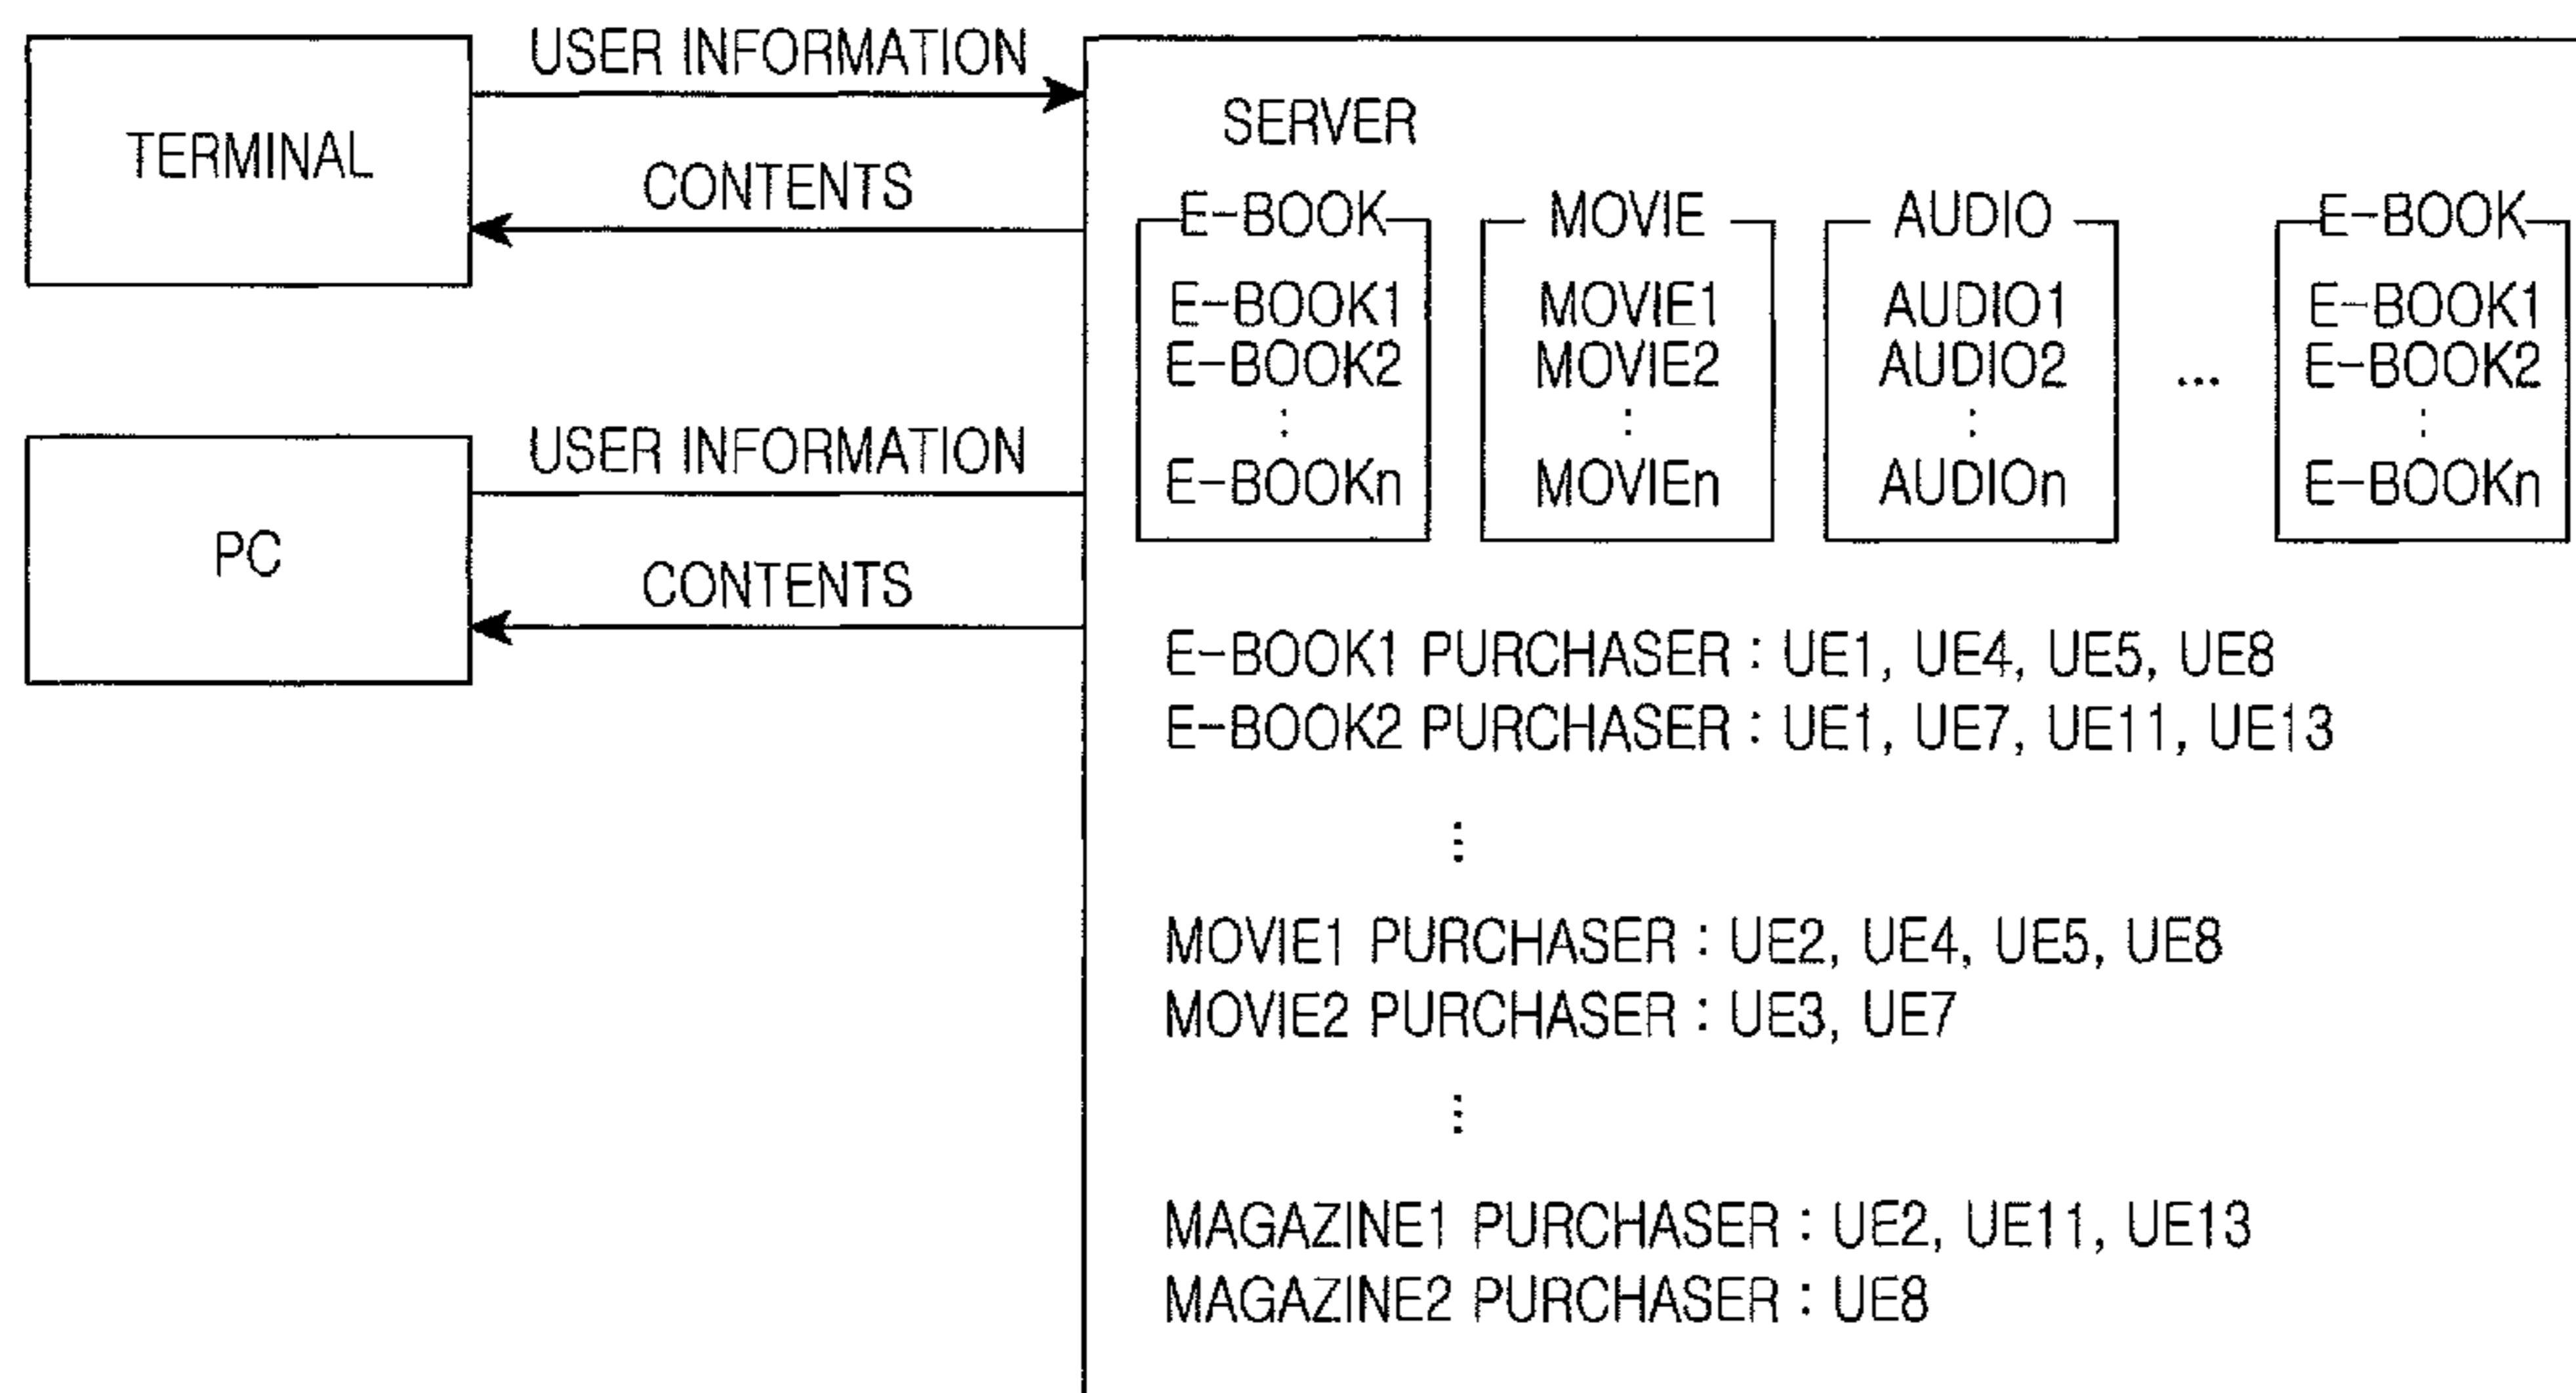 USER INFORMATION
TERMINAL
CONTENTS
USER INFORMATION
PC
CONTENTS
SERVER
E-BOOK
E-BOOK1
E-BOOK2
⋮
E-BOOKn
MOVIE
MOVIE1
MOVIE2
⋮
MOVIEn
AUDIO
AUDIO1
AUDIO2
⋮
AUDIOn
...
E-BOOK
E-BOOK1
E-BOOK2
⋮
E-BOOKn
E-BOOK1 PURCHASER : UE1, UE4, UE5, UE8
E-BOOK2 PURCHASER : UE1, UE7, UE11, UE13
⋮
MOVIE1 PURCHASER : UE2, UE4, UE5, UE8
MOVIE2 PURCHASER : UE3, UE7
⋮
MAGAZINE1 PURCHASER : UE2, UE11, UE13
MAGAZINE2 PURCHASER : UE8